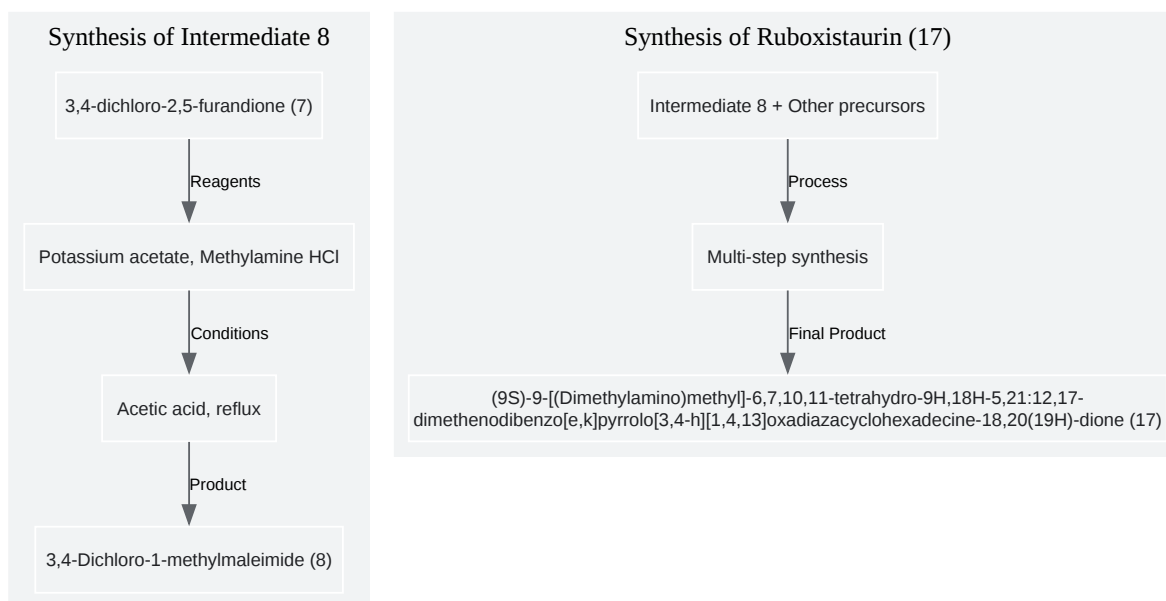 Synthesis of Intermediate 8
3,4-dichloro-2,5-furandione (7)
Reagents
Potassium acetate, Methylamine HCl
Conditions
Acetic acid, reflux
Product
3,4-Dichloro-1-methylmaleimide (8)
Synthesis of Ruboxistaurin (17)
Intermediate 8 + Other precursors
Process
Multi-step synthesis
Final Product
(9S)-9-[(Dimethylamino)methyl]-6,7,10,11-tetrahydro-9H,18H-5,21:12,17-
dimethenodibenzo[e,k]pyrrolo[3,4-h][1,4,13]oxadiazacyclohexadecine-18,20(19H)-dione (17)